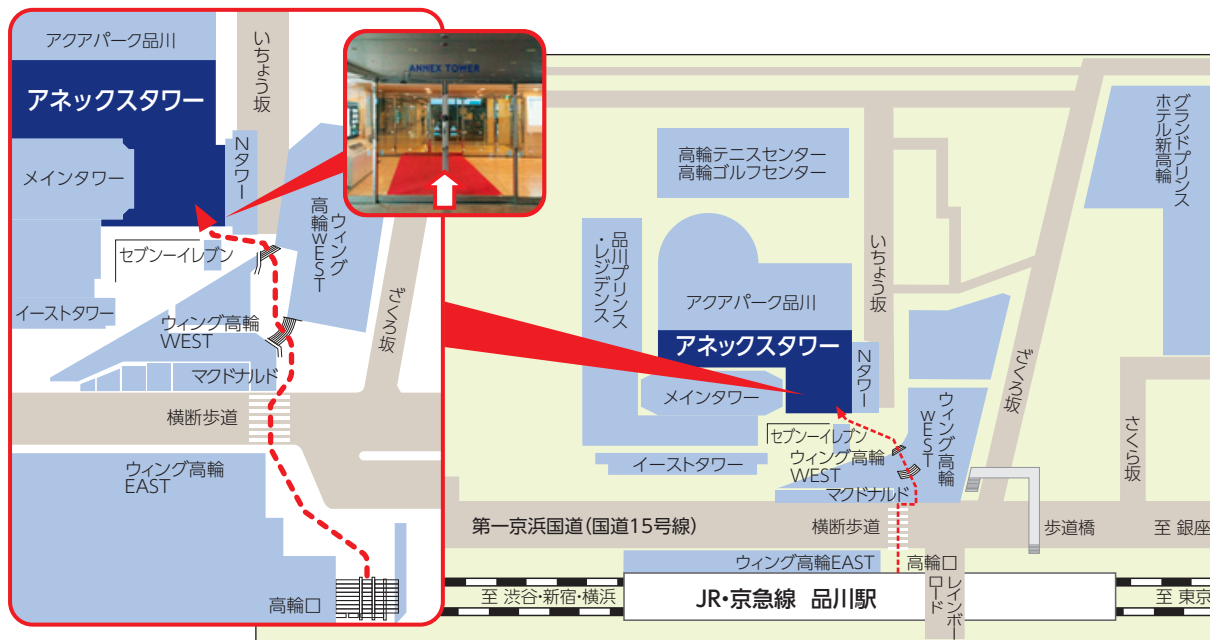 アクアパーク品川
いちょう坂
アネックスタワー
Nタワー
メインタワー
ウィング
高輪WEST
セブン-イレブン
イーストタワー
ウィング高輪
WEST
ざくろ坂
マクドナルド
横断歩道
ウィング高輪
EAST
高輪口
ANNEX TOWER
高輪テニスセンター
高輪ゴルフセンター
グランドプリンス
ホテル新高輪
品川プリンス
・レジデンス
いちょう坂
アクアパーク品川
アネックスタワー
Nタワー
メインタワー
ざくろ坂
セブン-イレブン
ウィング高輪
WEST
ウィング高輪
WEST
イーストタワー
マクドナルド
さくら坂
第一京浜国道(国道15号線)
横断歩道
歩道橋
至 銀座
ウィング高輪EAST
高輪口
レインボー
ロード
至 渋谷・新宿・横浜
JR・京急線 品川駅
至 東京